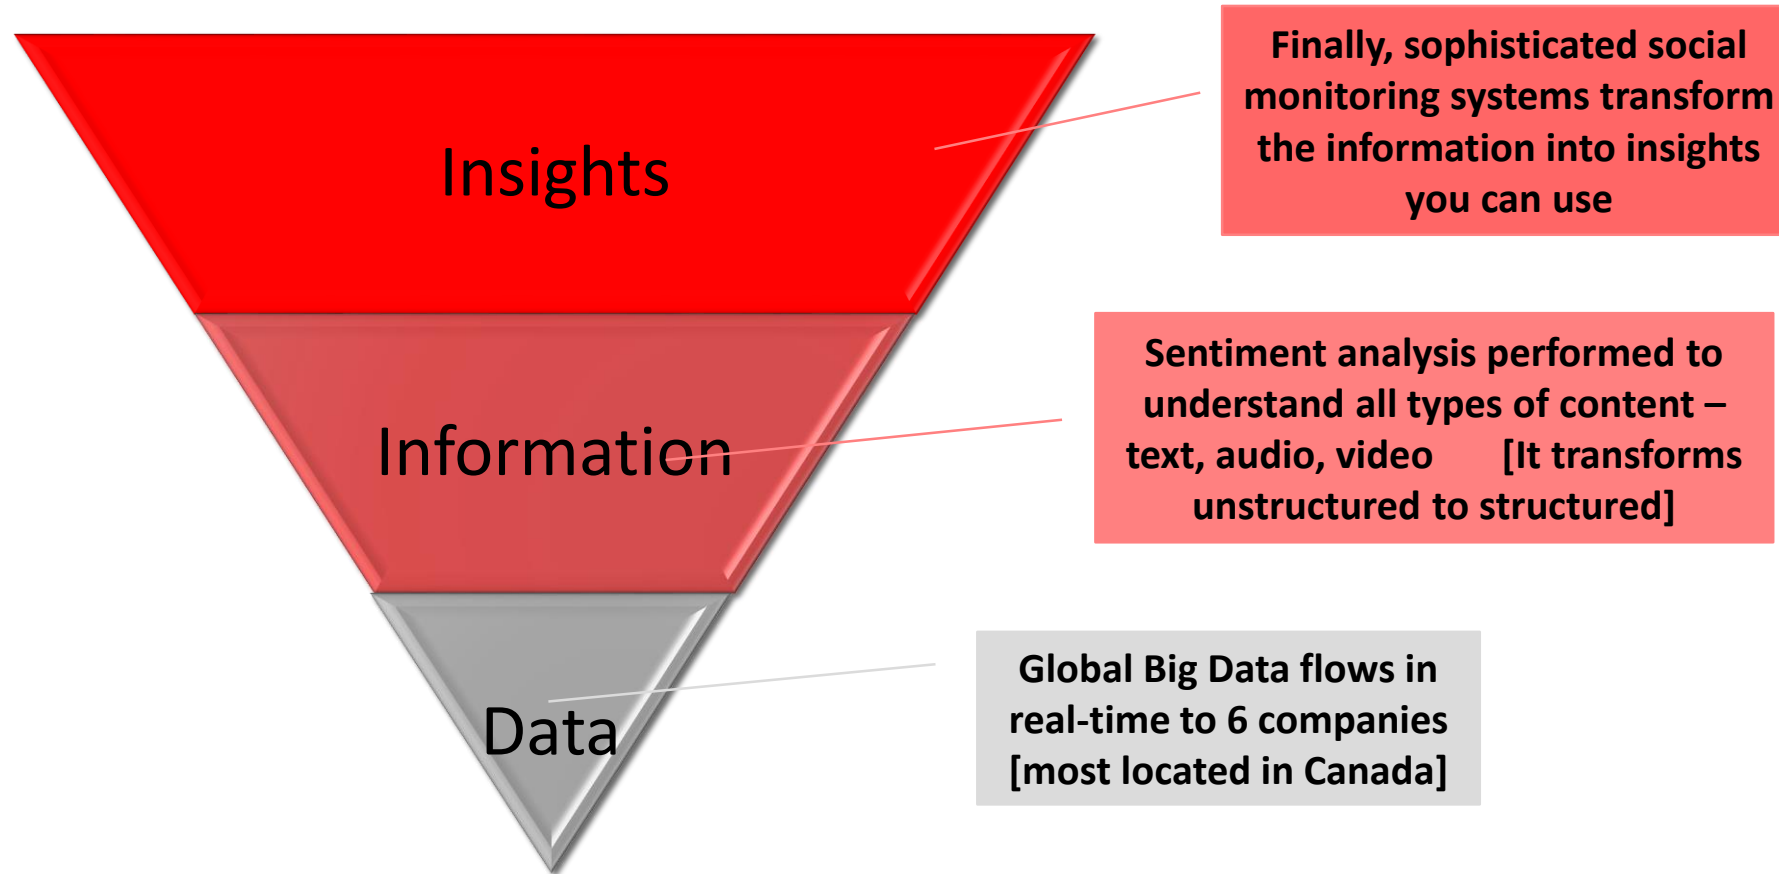 Insights
Finally, sophisticated social
monitoring systems transform
the information into insights
you can use
Information
Sentiment analysis performed to
understand all types of content –
text, audio, video [It transforms
unstructured to structured]
Data
Global Big Data flows in
real-time to 6 companies
[most located in Canada]